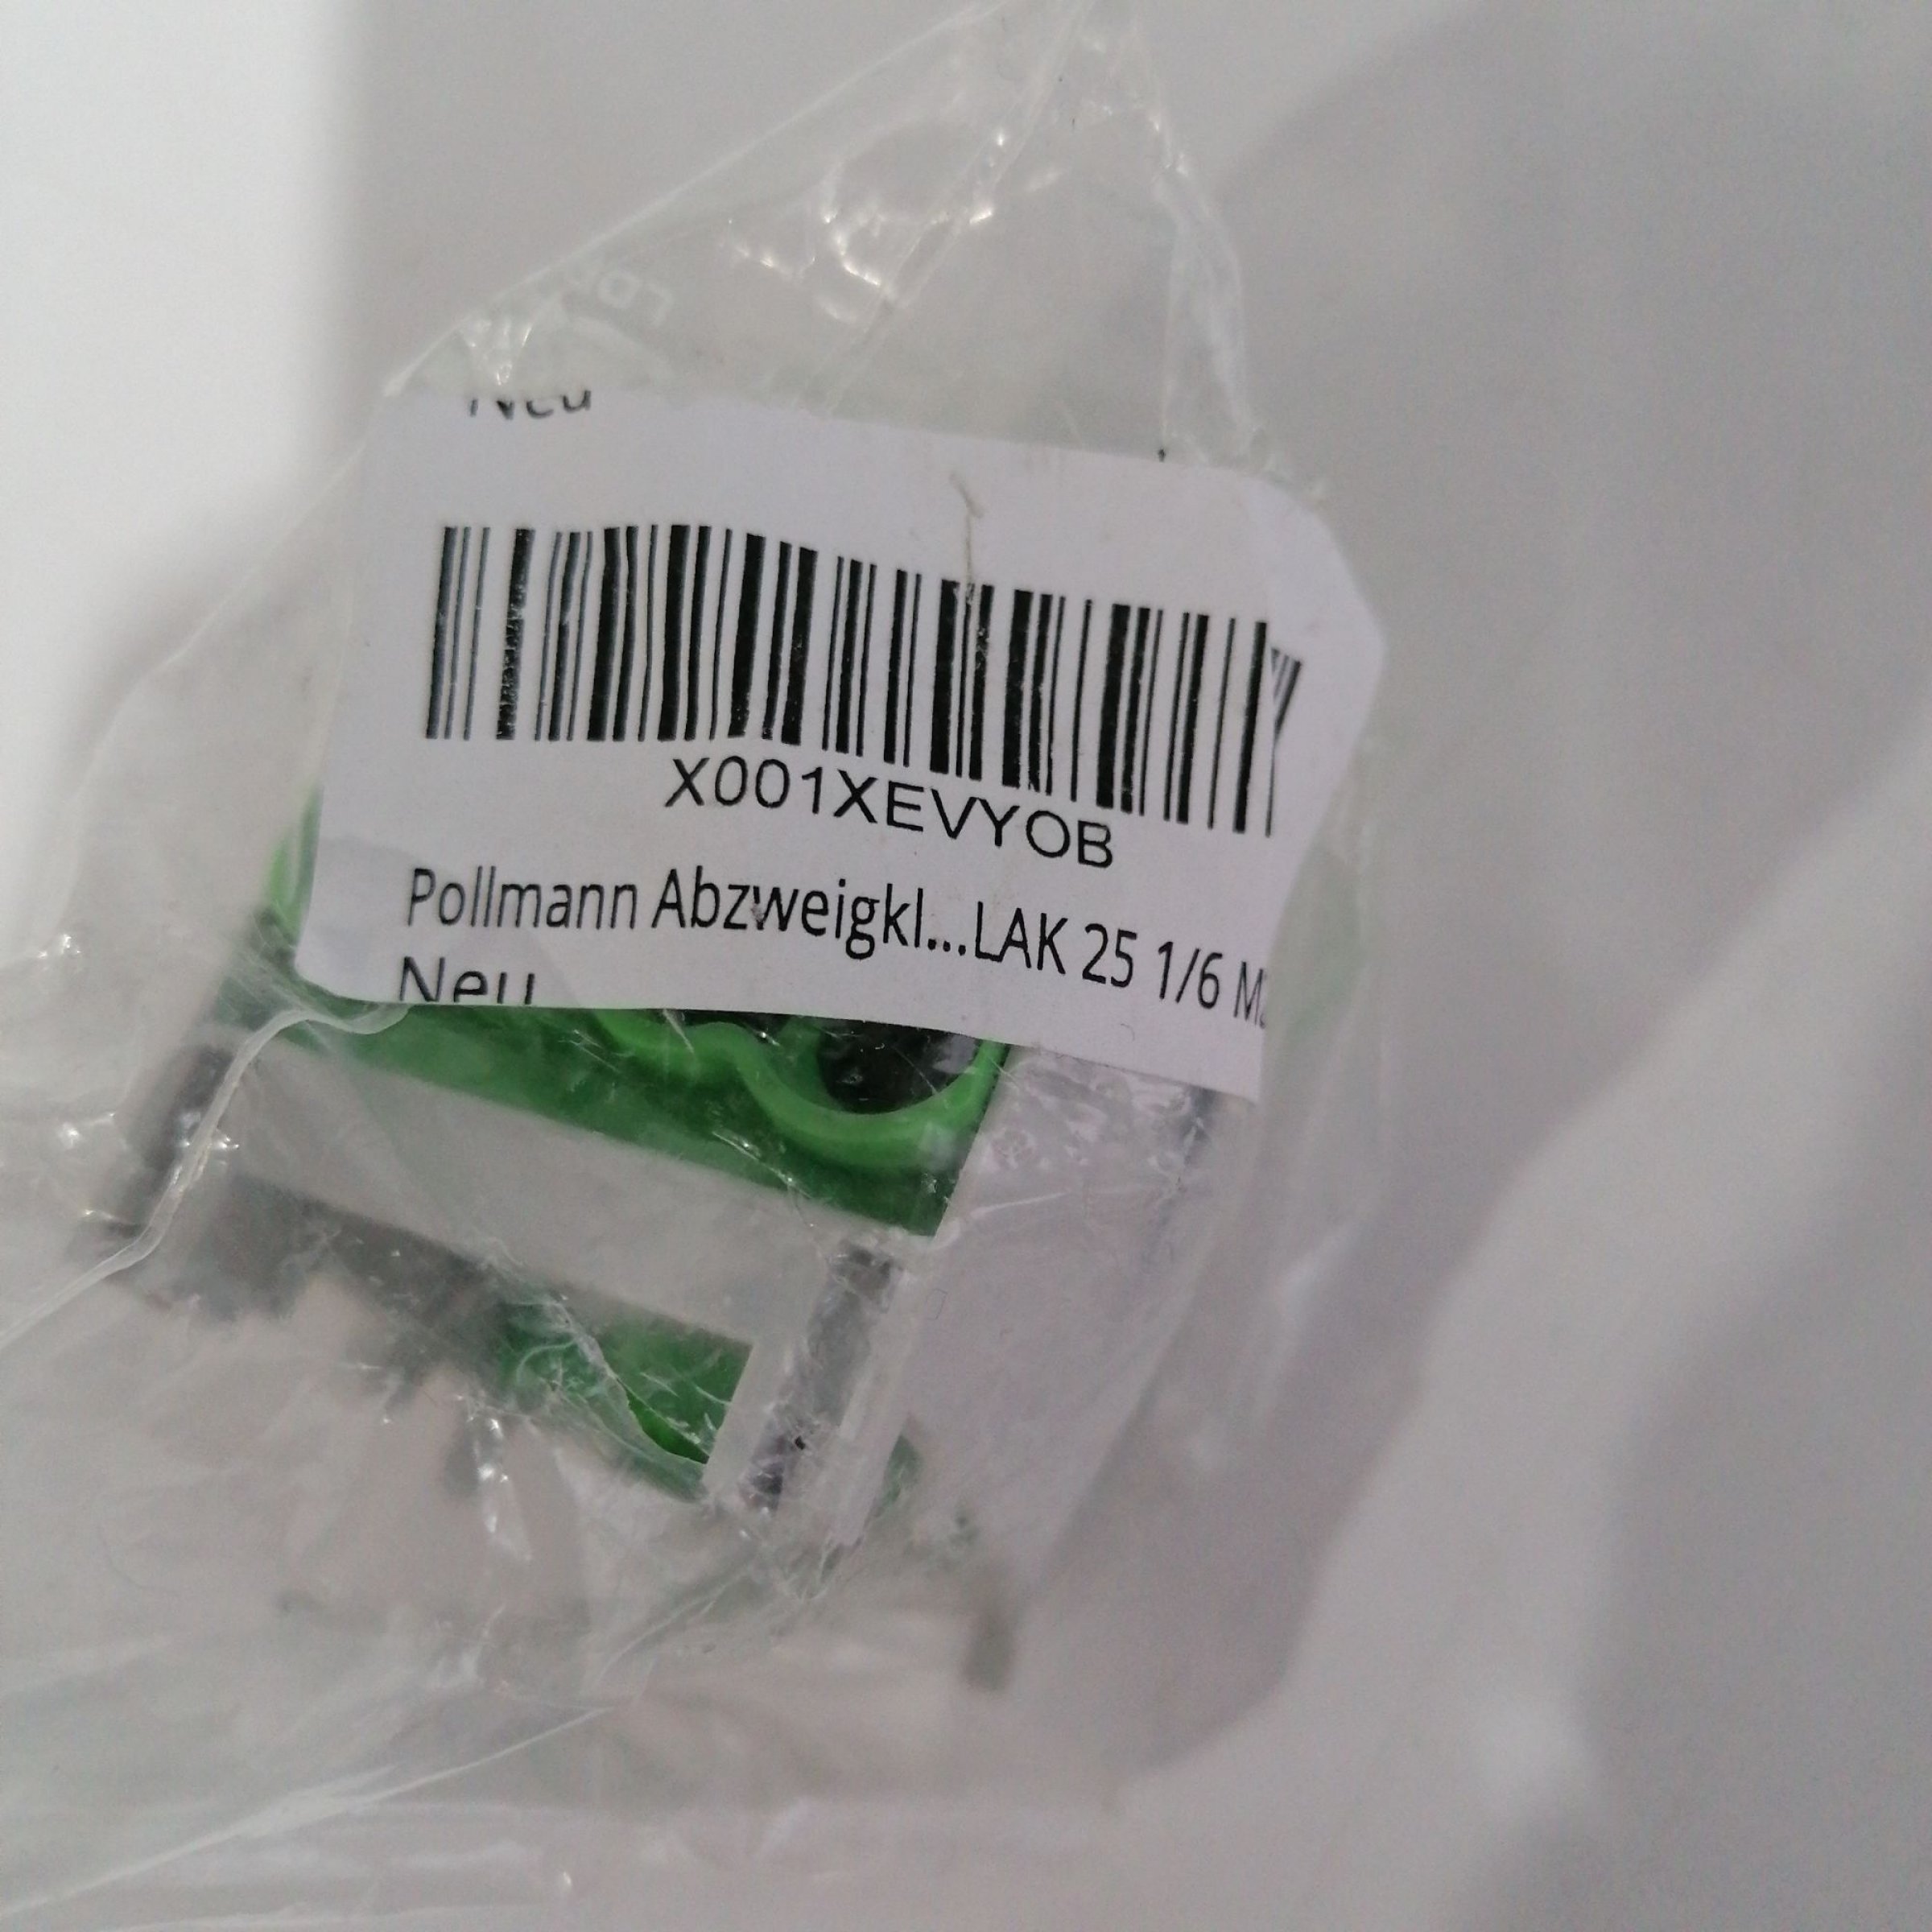 Neu
X001XEVYOB
Pollmann Abzweigkl...LAK 25 1/6
Neu